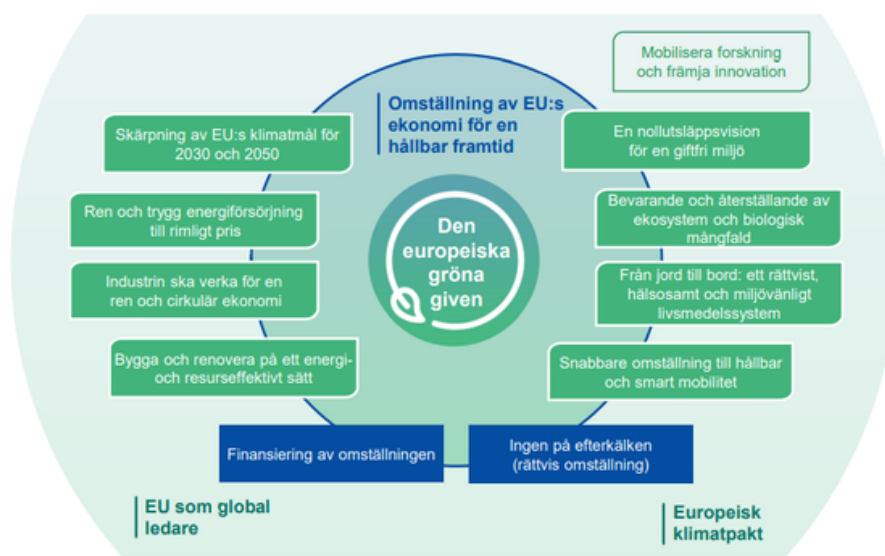 Mobilisera forskning
och främja innovation
Omställning av EU:s
ekonomi för en
hållbar framtid
Skärpning av EU:s klimatmål för
2030 och 2050
En nollutsläppsvision
för en giftfri miljö
Ren och trygg energiförsörjning
till rimligt pris
Bevarande och återställande av
ekosystem och biologisk
mångfald
Den
europeiska
gröna
given
Industrin ska verka för en
ren och cirkulär ekonomi
Från jord till bord: ett rättvist,
hälsosamt och miljövänligt
livsmedelssystem
Bygga och renovera på ett energi-
och resurseffektivt sätt
Snabbare omställning till hållbar
och smart mobilitet
Finansiering av omställningen
Ingen på efterkälken
(rättvis omställning)
EU som global
ledare
Europeisk
klimatpakt